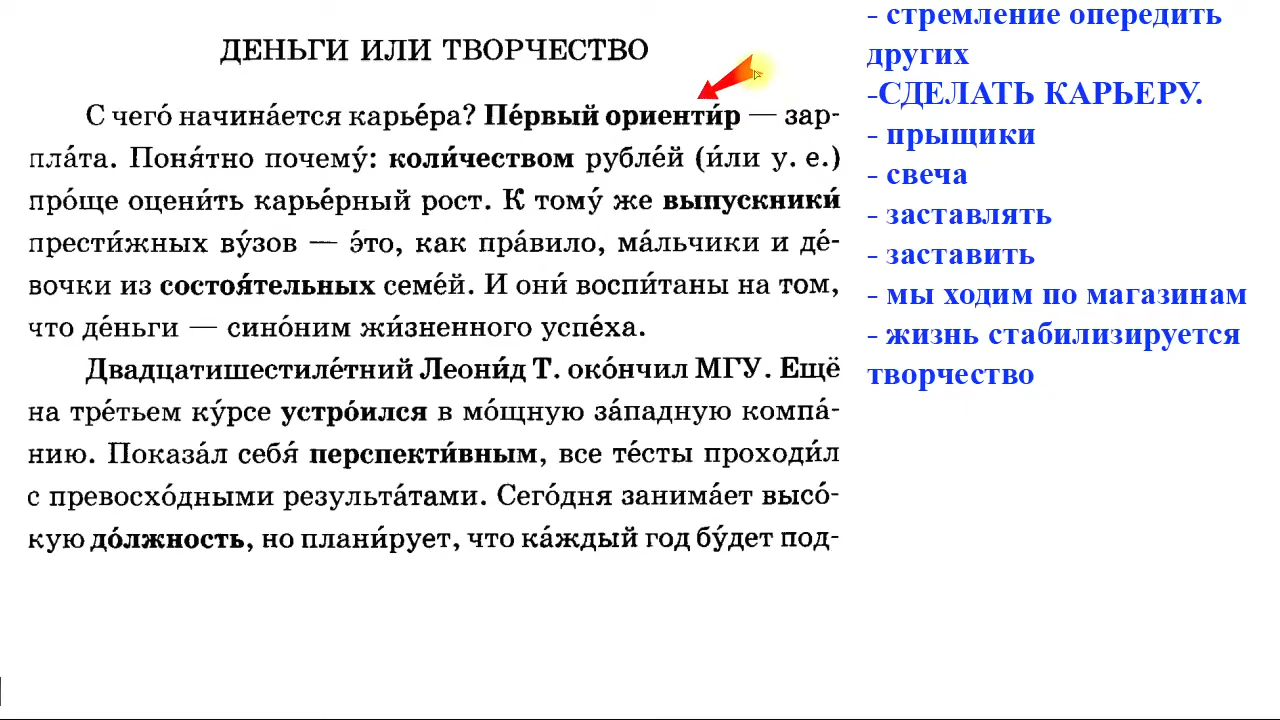 ДЕНЬГИ ИЛИ ТВОРЧЕСТВО
С чего́ начина́ется карье́ра? Пе́рвый ориенти́р — зар-
пла́та. Поня́тно почему́: коли́чеством рубле́й (и́ли у. е.)
про́ще оцени́ть карье́рный рост. К тому́ же выпускники́
прести́жных ву́зов — э́то, как пра́вило, ма́льчики и де́-
вочки из состоя́тельных семе́й. И они́ воспи́таны на том,
что де́ньги — сино́ним жи́зненного успе́ха.
Двадцатишестиле́тний Леони́д Т. око́нчил МГУ. Ещё
на тре́тьем ку́рсе устро́ился в мо́щную за́падную компа́-
нию. Показа́л себя́ перспекти́вным, все те́сты проходи́л
с превосхо́дными результа́тами. Сего́дня занима́ет высо́-
кую до́лжность, но плани́рует, что ка́ждый год бу́дет под-
- стремление опередить
других
-СДЕЛАТЬ КАРЬЕРУ.
- прыщики
- свеча
- заставлять
- заставить
- мы ходим по магазинам
- жизнь стабилизируется
творчество